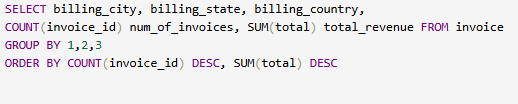 SELECT billing_city, billing_state, billing_country,
COUNT(invoice_id) num_of_invoices, SUM(total) total_revenue FROM invoice
GROUP BY 1,2,3
ORDER BY COUNT(invoice_id) DESC, SUM(total) DESC